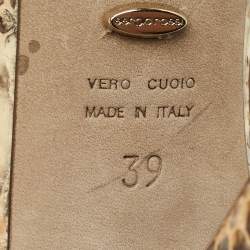 sergio rossi
VERO CUOIO
MADE IN ITALY
39